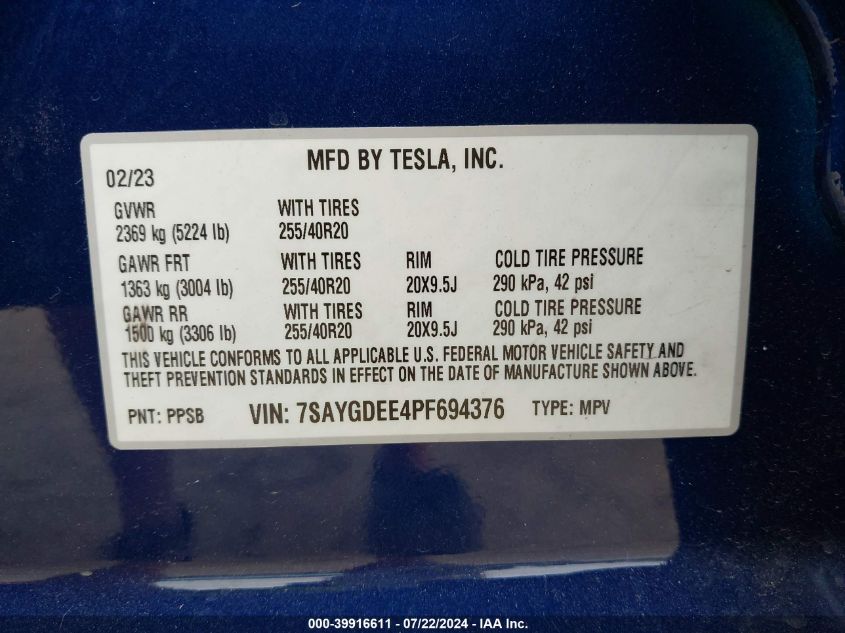 MFD BY TESLA, INC.
02/23
GVWR WITH TIRES
2369 kg (5224 lb) 255/40R20
GAWR FRT WITH TIRES RIM COLD TIRE PRESSURE
1363 kg (3004 lb) 255/40R20 20X9.5J 290 kPa, 42 psi
GAWR RR WITH TIRES RIM COLD TIRE PRESSURE
1500 kg (3306 lb) 255/40R20 20X9.5J 290 kPa, 42 psi
THIS VEHICLE CONFORMS TO ALL APPLICABLE U.S. FEDERAL MOTOR VEHICLE SAFETY AND
THEFT PREVENTION STANDARDS IN EFFECT ON THE DATE OF MANUFACTURE SHOWN ABOVE.
PNT: PPSB VIN: 7SAYGDEE4PF694376 TYPE: MPV
000-39916611 - 07/22/2024 - IAA Inc.